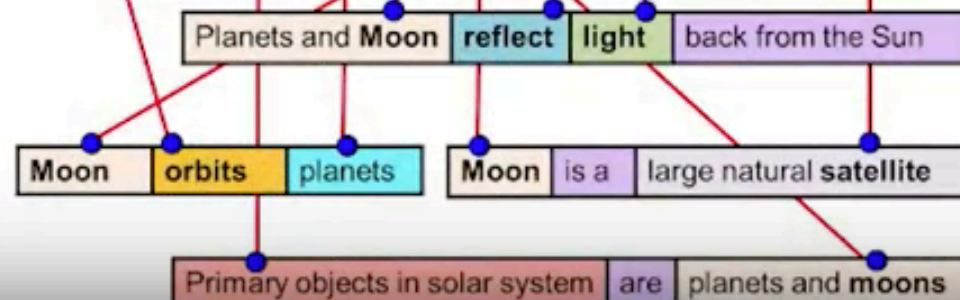 Planets and Moon reflect light back from the Sun
Moon orbits planets
Moon is a large natural satellite
Primary objects in solar system are planets and moons